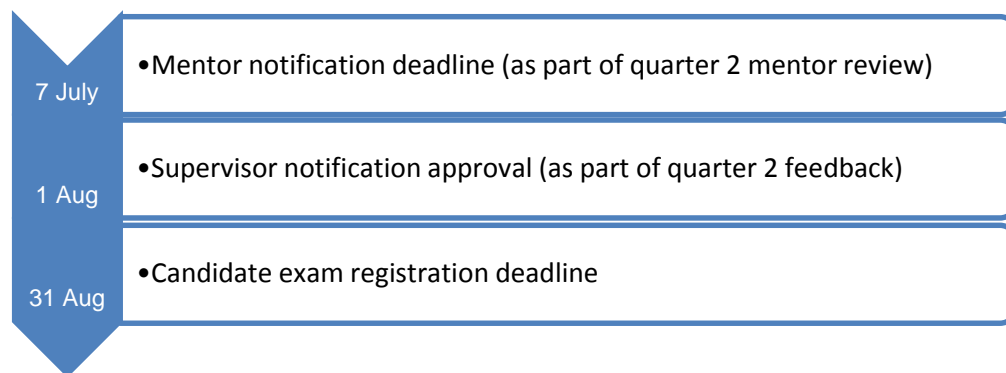 7 July
•Mentor notification deadline (as part of quarter 2 mentor review)
1 Aug
•Supervisor notification approval (as part of quarter 2 feedback)
31 Aug
•Candidate exam registration deadline